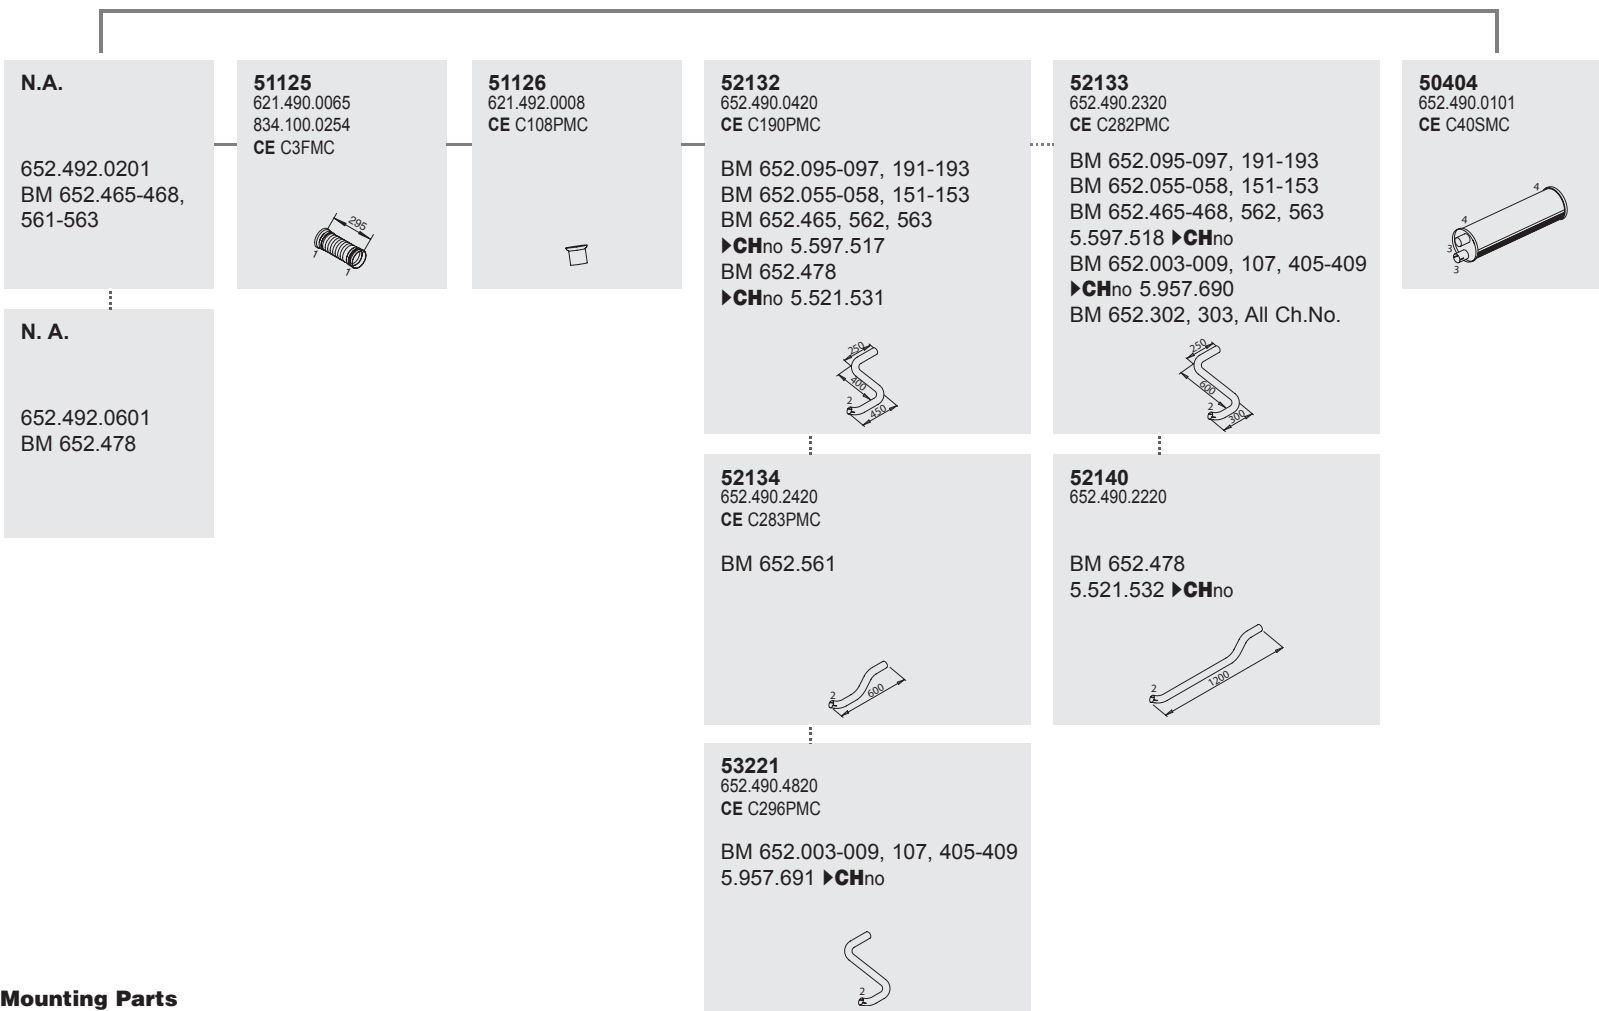 N.A.
652.492.0201
BM 652.465-468,
561-563
N. A.
652.492.0601
BM 652.478
51125
621.490.0065
834.100.0254
CE C3FMC
295
1
1
51126
621.492.0008
CE C108PMC
52132
652.490.0420
CE C190PMC
BM 652.095-097, 191-193
BM 652.055-058, 151-153
BM 652.465, 562, 563
▶CHno 5.597.517
BM 652.478
▶CHno 5.521.531
250
400
2
450
52134
652.490.2420
CE C283PMC
BM 652.561
2
600
53221
652.490.4820
CE C296PMC
BM 652.003-009, 107, 405-409
5.957.691 ▶CHno
2
52133
652.490.2320
CE C282PMC
BM 652.095-097, 191-193
BM 652.055-058, 151-153
BM 652.465-468, 562, 563
5.597.518 ▶CHno
BM 652.003-009, 107, 405-409
▶CHno 5.957.690
BM 652.302, 303, All Ch.No.
250
600
2
300
52140
652.490.2220
BM 652.478
5.521.532 ▶CHno
2
1200
50404
652.490.0101
CE C40SMC
4
4
3
3
Mounting Parts